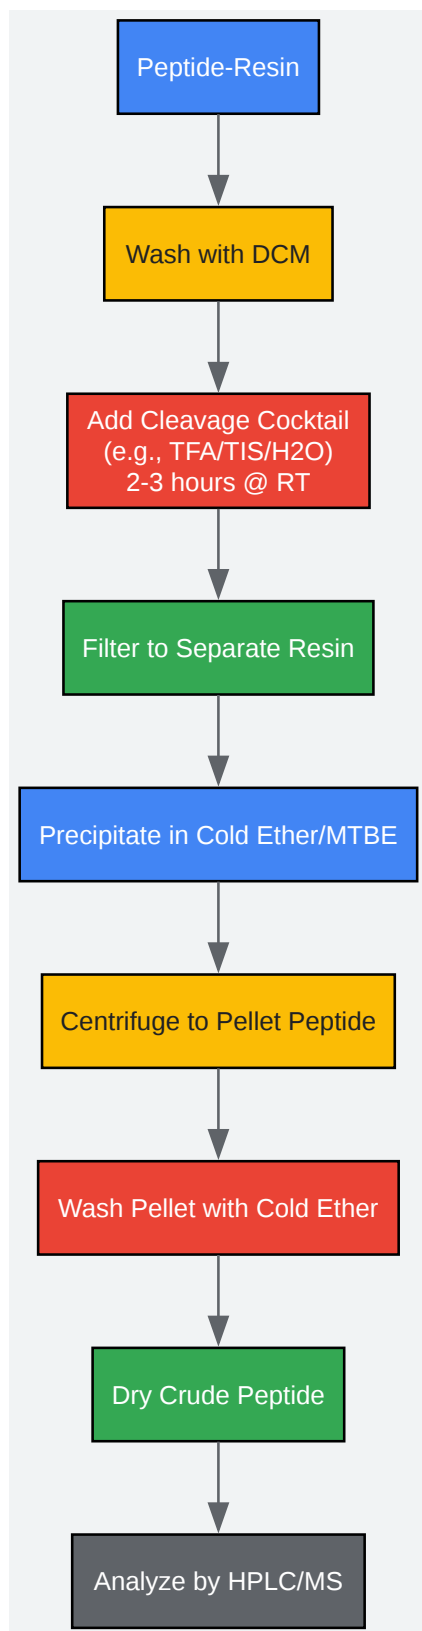 Peptide-Resin
Wash with DCM
Add Cleavage Cocktail
(e.g., TFA/TIS/H2O)
2-3 hours @ RT
Filter to Separate Resin
Precipitate in Cold Ether/MTBE
Centrifuge to Pellet Peptide
Wash Pellet with Cold Ether
Dry Crude Peptide
Analyze by HPLC/MS